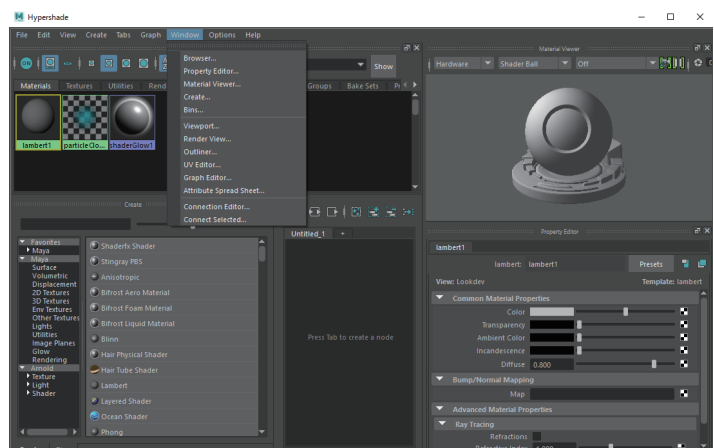 Hypershade
File Edit View Create Tabs Graph Window Options Help
ON
Show
Materials Textures Utilities Rend
Groups Bake Sets
lambert1 particleClo... shaderGlow1
Browser...
Property Editor...
Material Viewer...
Create...
Bins...
Viewport...
Render View...
Outliner...
UV Editor...
Graph Editor...
Attribute Spread Sheet...
Connection Editor...
Connect Selected...
Material Viewer
Hardware Shader Ball Off
Create
Favorites
Maya
Maya
Surface
Volumetric
Displacement
2D Textures
3D Textures
Env Textures
Other Textures
Lights
Utilities
Image Planes
Glow
Rendering
Arnold
Texture
Light
Shader
Shaderfx Shader
Stingray PBS
Anisotropic
Bifrost Aero Material
Bifrost Foam Material
Bifrost Liquid Material
Blinn
Hair Physical Shader
Hair Tube Shader
Lambert
Layered Shader
Ocean Shader
Phong
Untitled_1 +
Press Tab to create a node
Property Editor
lambert1
lambert: lambert1 Presets
View: Lookdev Template: lambert
Common Material Properties
Color
Transparency
Ambient Color
Incandescence
Diffuse 0.800
Bump/Normal Mapping
Map
Advanced Material Properties
Ray Tracing
Refractions